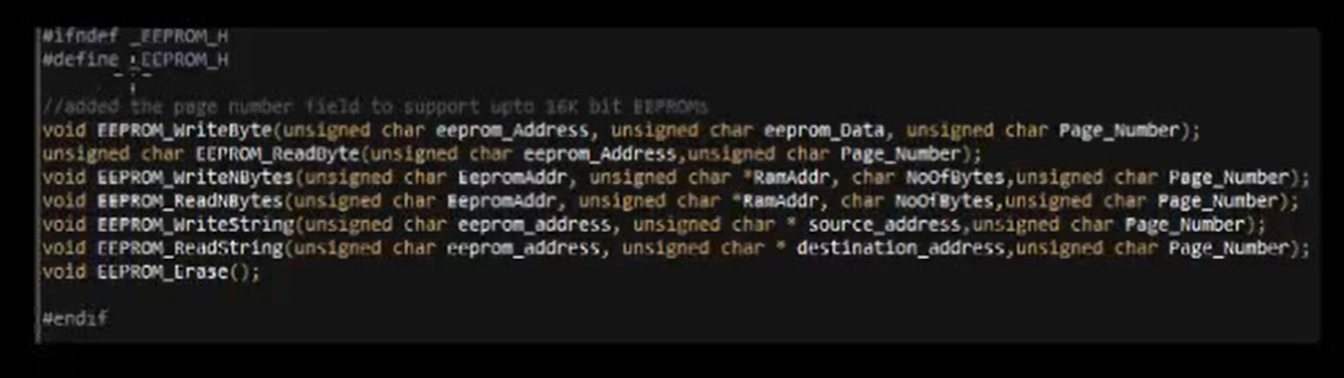 #ifndef _EEPROM_H
#define _EEPROM_H
//added the page number field to support upto 16K bit EEPROMs
void EEPROM_WriteByte(unsigned char eeprom_Address, unsigned char eeprom_Data, unsigned char Page_Number);
unsigned char EEPROM_ReadByte(unsigned char eeprom_Address,unsigned char Page_Number);
void EEPROM_WriteNBytes(unsigned char EepromAddr, unsigned char *RamAddr, char NoOfBytes,unsigned char Page_Number);
void EEPROM_ReadNBytes(unsigned char EepromAddr, unsigned char *RamAddr, char NoOfBytes,unsigned char Page_Number);
void EEPROM_WriteString(unsigned char eeprom_address, unsigned char * source_address,unsigned char Page_Number);
void EEPROM_ReadString(unsigned char eeprom_address, unsigned char * destination_address,unsigned char Page_Number);
void EEPROM_Erase();
#endif